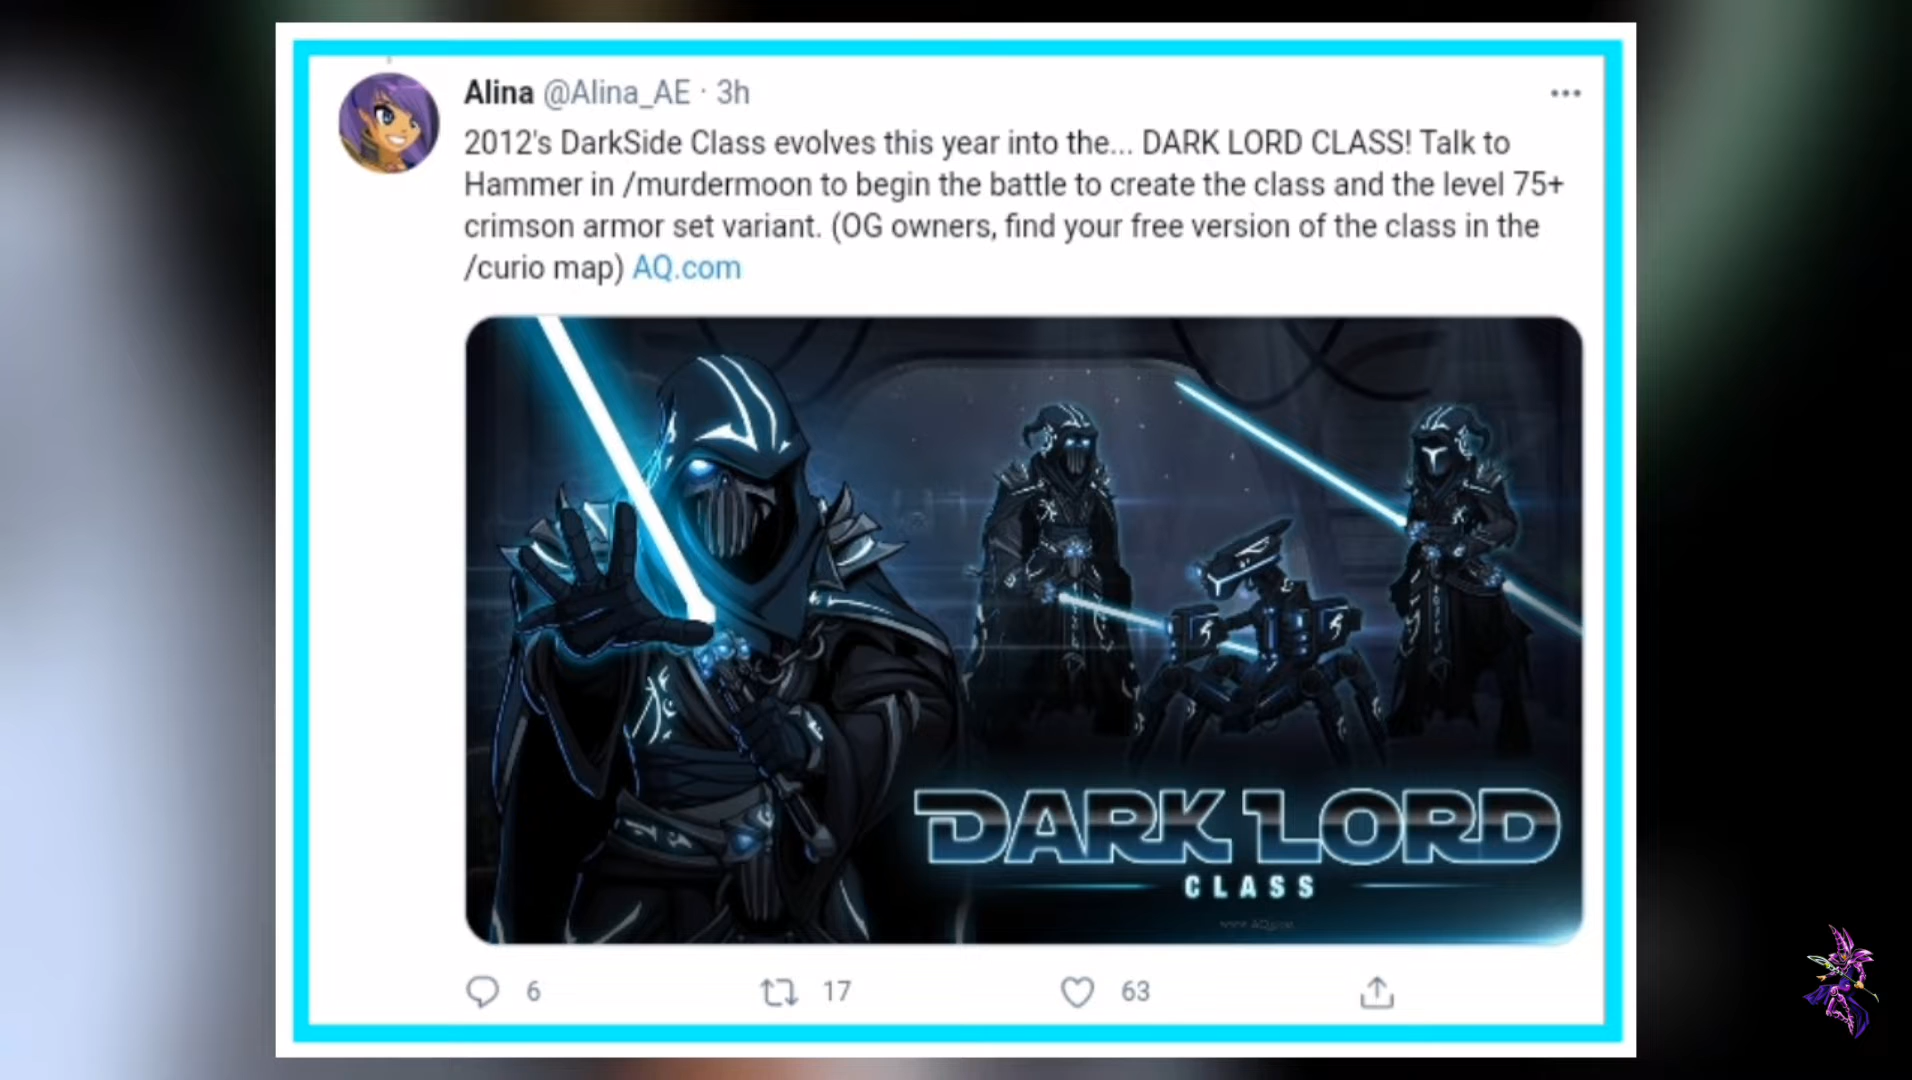 Alina @Alina_AE · 3h
2012's DarkSide Class evolves this year into the... DARK LORD CLASS! Talk to
Hammer in /murdermoon to begin the battle to create the class and the level 75+
crimson armor set variant. (OG owners, find your free version of the class in the
/curio map) AQ.com
DARK LORD
CLASS
6 17 63